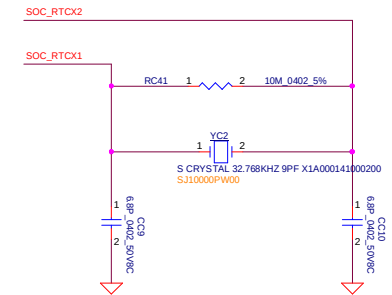 SOC_RTCX2
SOC_RTCX1
RC41 1 2 10M_0402_5%
YC2
1 2
S CRYSTAL 32.768KHZ 9PF X1A000141000200
SJ10000PW00
1
2
6.8P_0402_50V8C
CC9
1
2
6.8P_0402_50V8C
CC10